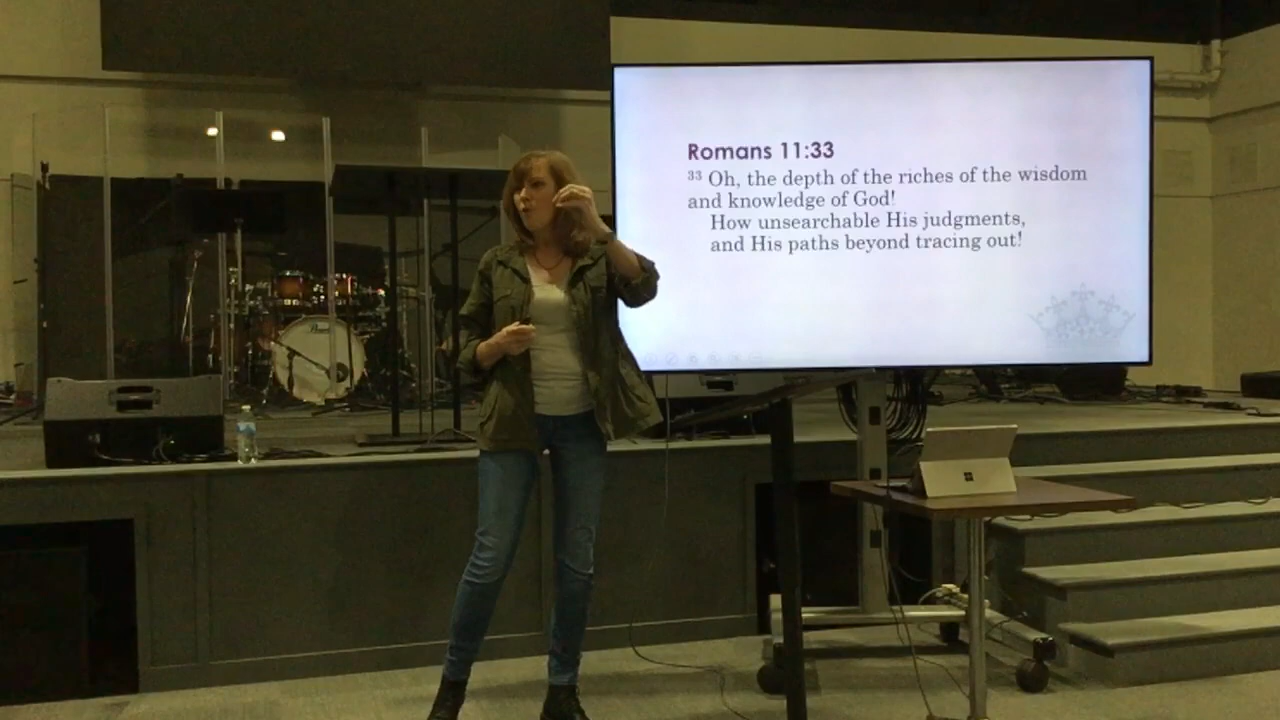 Romans 11:33
33 Oh, the depth of the riches of the wisdom
and knowledge of God!
How unsearchable His judgments,
and His paths beyond tracing out!
Pearl